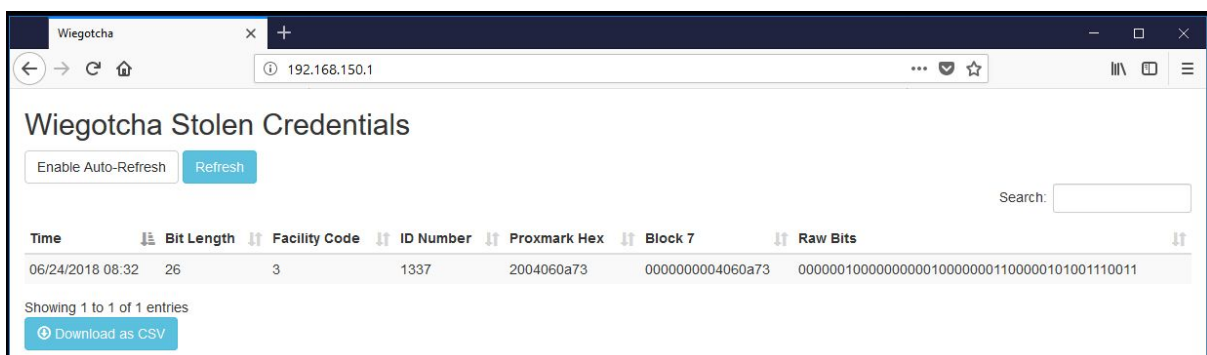 Wiegotcha
192.168.150.1
Wiegotcha Stolen Credentials
Enable Auto-Refresh Refresh
Search:
Time Bit Length Facility Code ID Number Proxmark Hex Block 7 Raw Bits
06/24/2018 08:32 26 3 1337 2004060a73 0000000004060a73 00000010000000000100000001100000101001110011
Showing 1 to 1 of 1 entries
Download as CSV